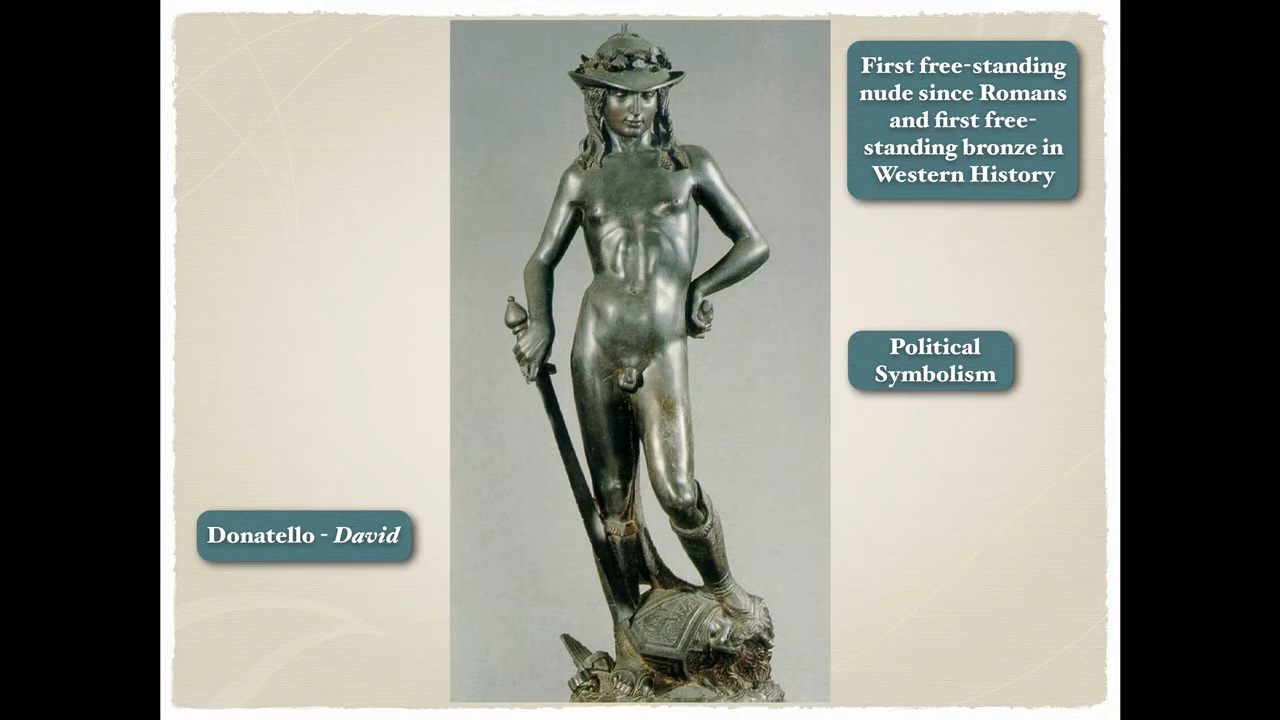 First free-standing
nude since Romans
and first free-
standing bronze in
Western History
Political
Symbolism
Donatello - David